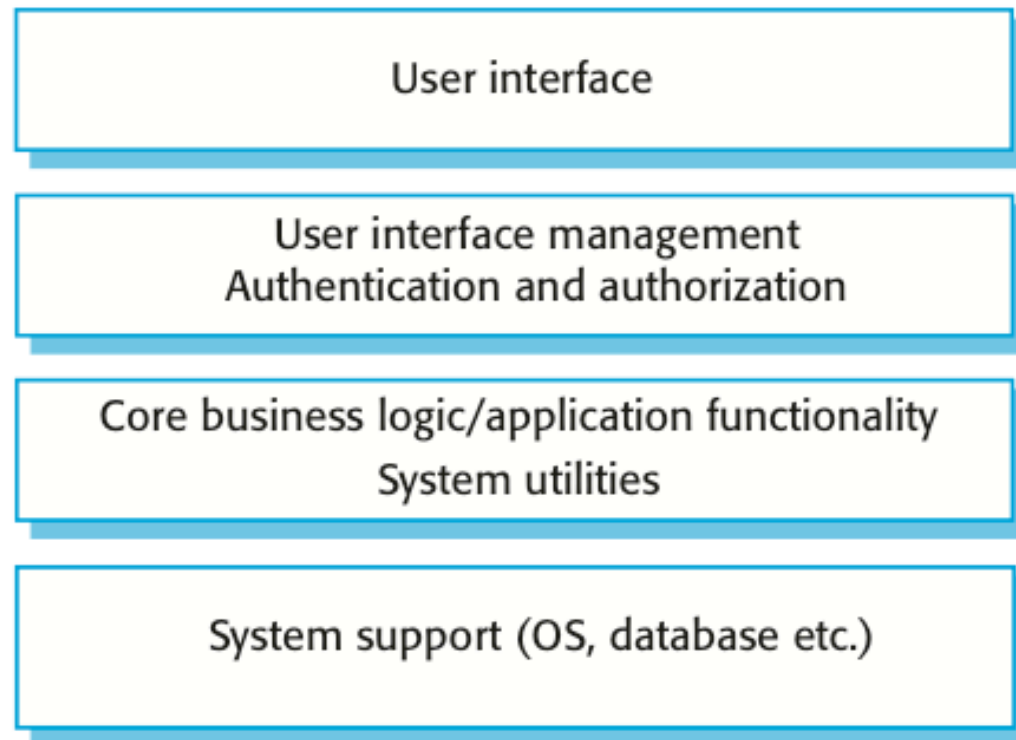 User interface
User interface management
Authentication and authorization
Core business logic/application functionality
System utilities
System support (OS, database etc.)